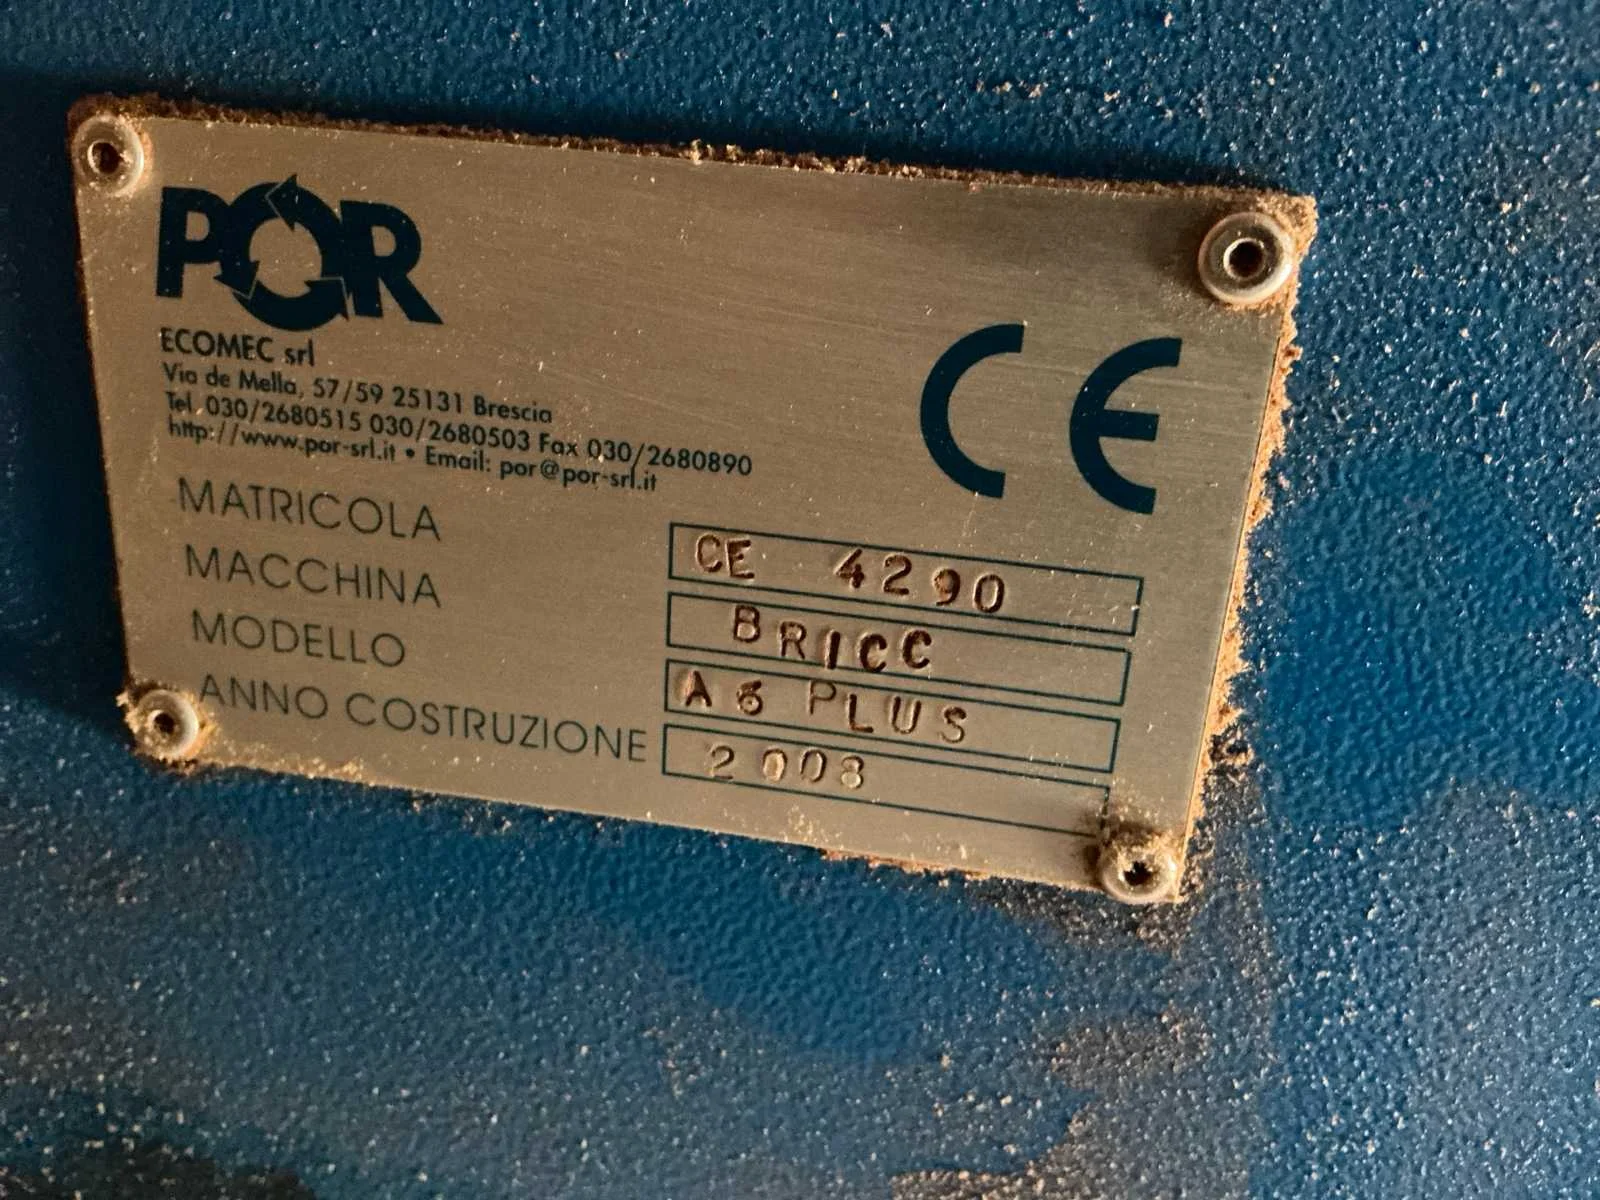 POR
ECOMEC srl
Via de Mella, 57/59 25131 Brescia
Tel. 030/2680515 030/2680503 Fax 030/2680890
http://www.por-srl.it • Email: por@por-srl.it
CE
MATRICOLA CE 4290
MACCHINA BRICC
MODELLO A6 PLUS
ANNO COSTRUZIONE 2008